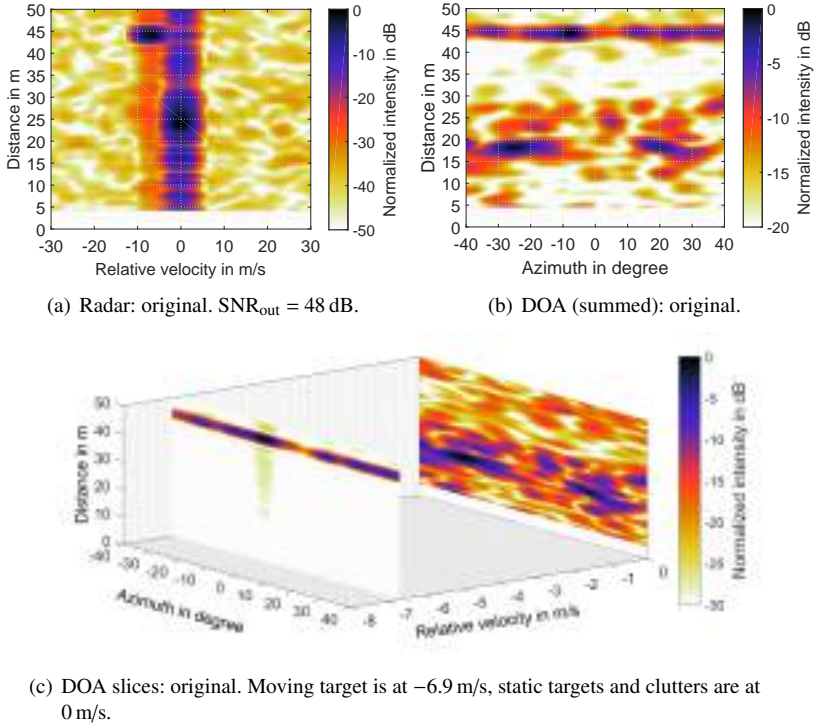 50
45
40
35
30
25
20
15
10
5
0
Distance in m
-30 -20 -10 0 10 20 30
Relative velocity in m/s
0
-10
-20
-30
-40
-50
Normalized intensity in dB
(a) Radar: original. SNRout = 48 dB.
50
45
40
35
30
25
20
15
10
5
0
Distance in m
-40 -30 -20 -10 0 10 20 30 40
Azimuth in degree
0
-5
-10
-15
-20
Normalized intensity in dB
(b) DOA (summed): original.
50
40
30
20
10
0
Distance in m
-40 -30 -20 -10 0 10 20 30 40
Azimuth in degree
-8 -7 -6 -5 -4 -3 -2 -1 0
Relative velocity in m/s
0
-5
-10
-15
-20
-25
-30
Normalized intensity in dB
(c) DOA slices: original. Moving target is at −6.9 m/s, static targets and clutters are at
0 m/s.